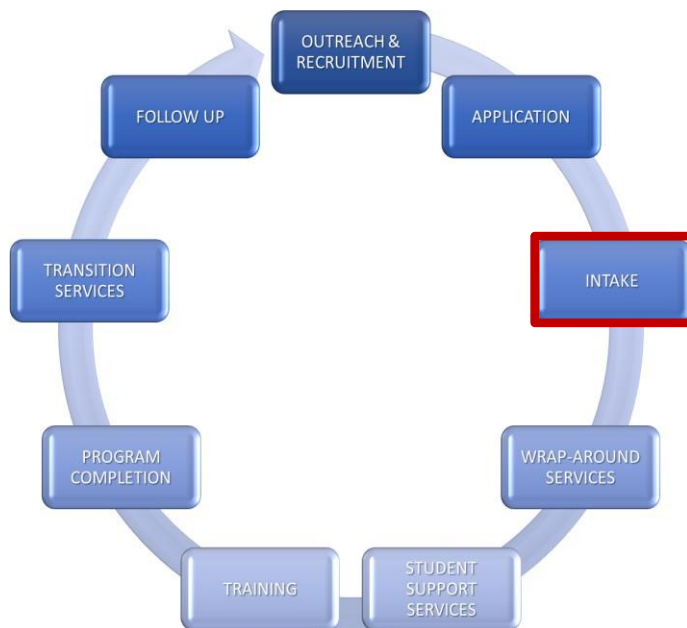 OUTREACH &
RECRUITMENT
APPLICATION
INTAKE
WRAP-AROUND
SERVICES
STUDENT
SUPPORT
SERVICES
TRAINING
PROGRAM
COMPLETION
TRANSITION
SERVICES
FOLLOW UP